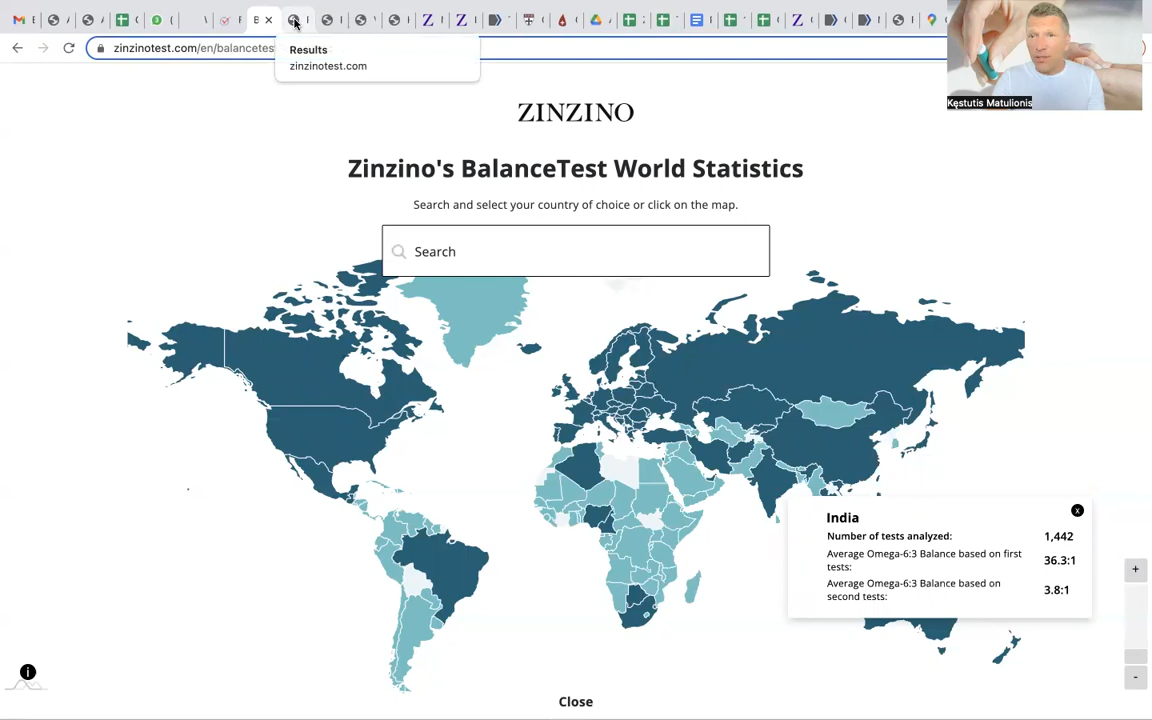 Results
zinzinotest.com
zinzinotest.com/en/balancetes
Kęstutis Matulionis
ZINZINO
Zinzino's BalanceTest World Statistics
Search and select your country of choice or click on the map.
Search
India
Number of tests analyzed: 1,442
Average Omega-6:3 Balance based on first
tests: 36.3:1
Average Omega-6:3 Balance based on
second tests: 3.8:1
Close